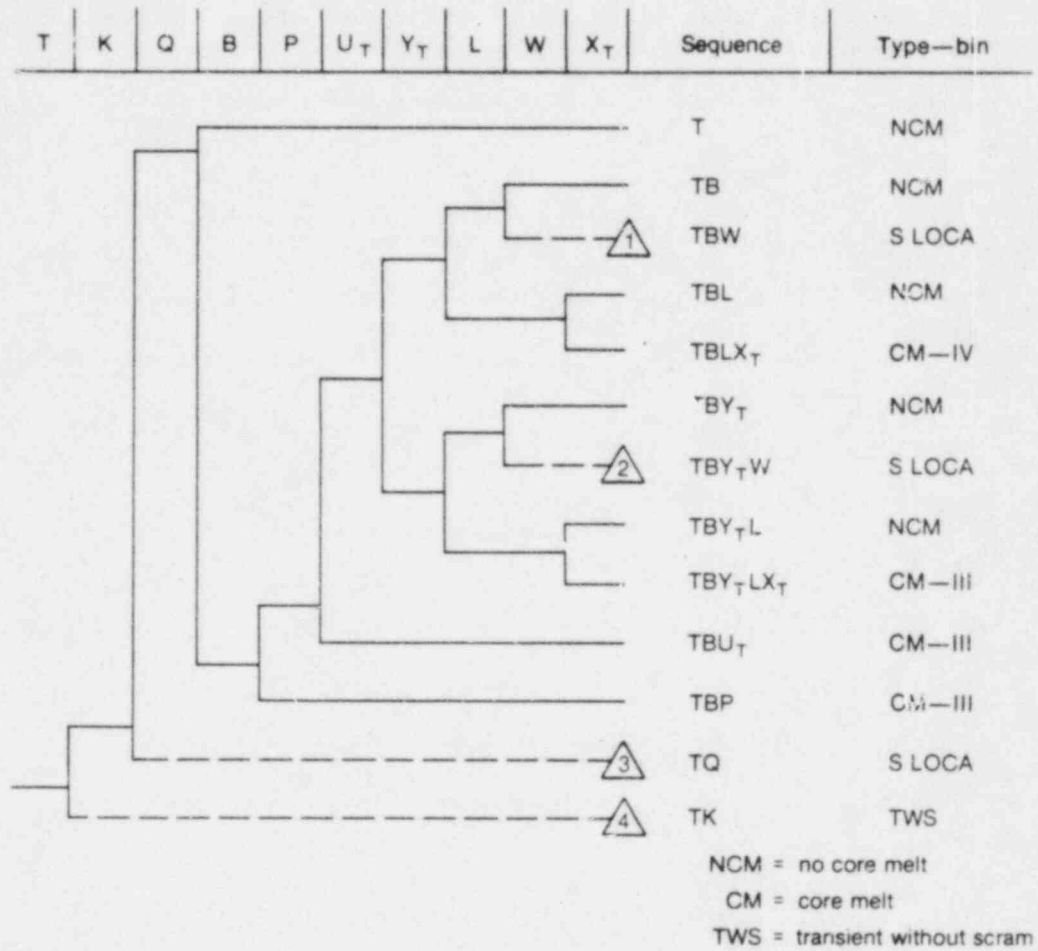 T K Q B P U_T Y_T L W X_T Sequence Type—bin
T NCM
TB NCM
1 TBW S LOCA
TBL NCM
TBLX_T CM—IV
TBY_T NCM
2 TBY_TW S LOCA
TBY_TL NCM
TBY_TLX_T CM—III
TBU_T CM—III
TBP CM—III
3 TQ S LOCA
4 TK TWS
NCM = no core melt
CM = core melt
TWS = transient without scram